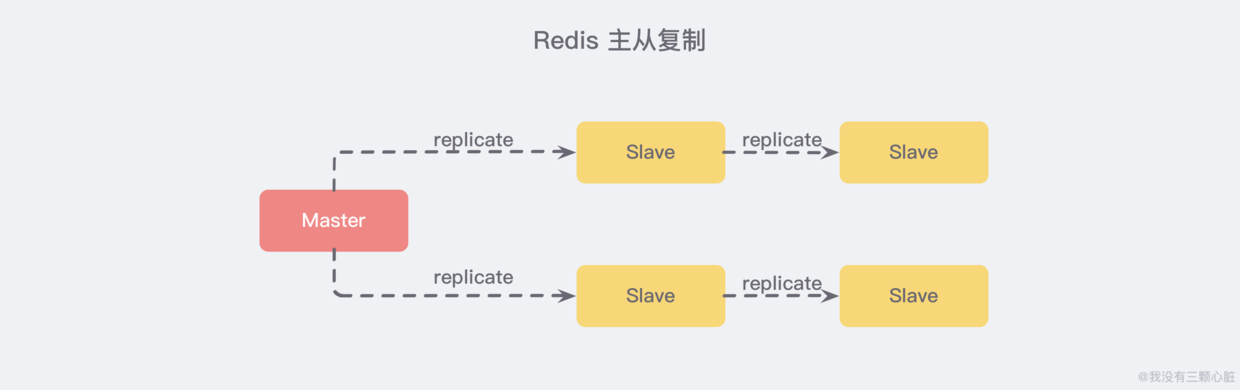 Redis 主从复制
replicate
Slave
replicate
Slave
Master
replicate
Slave
replicate
Slave
@我没有三颗心脏